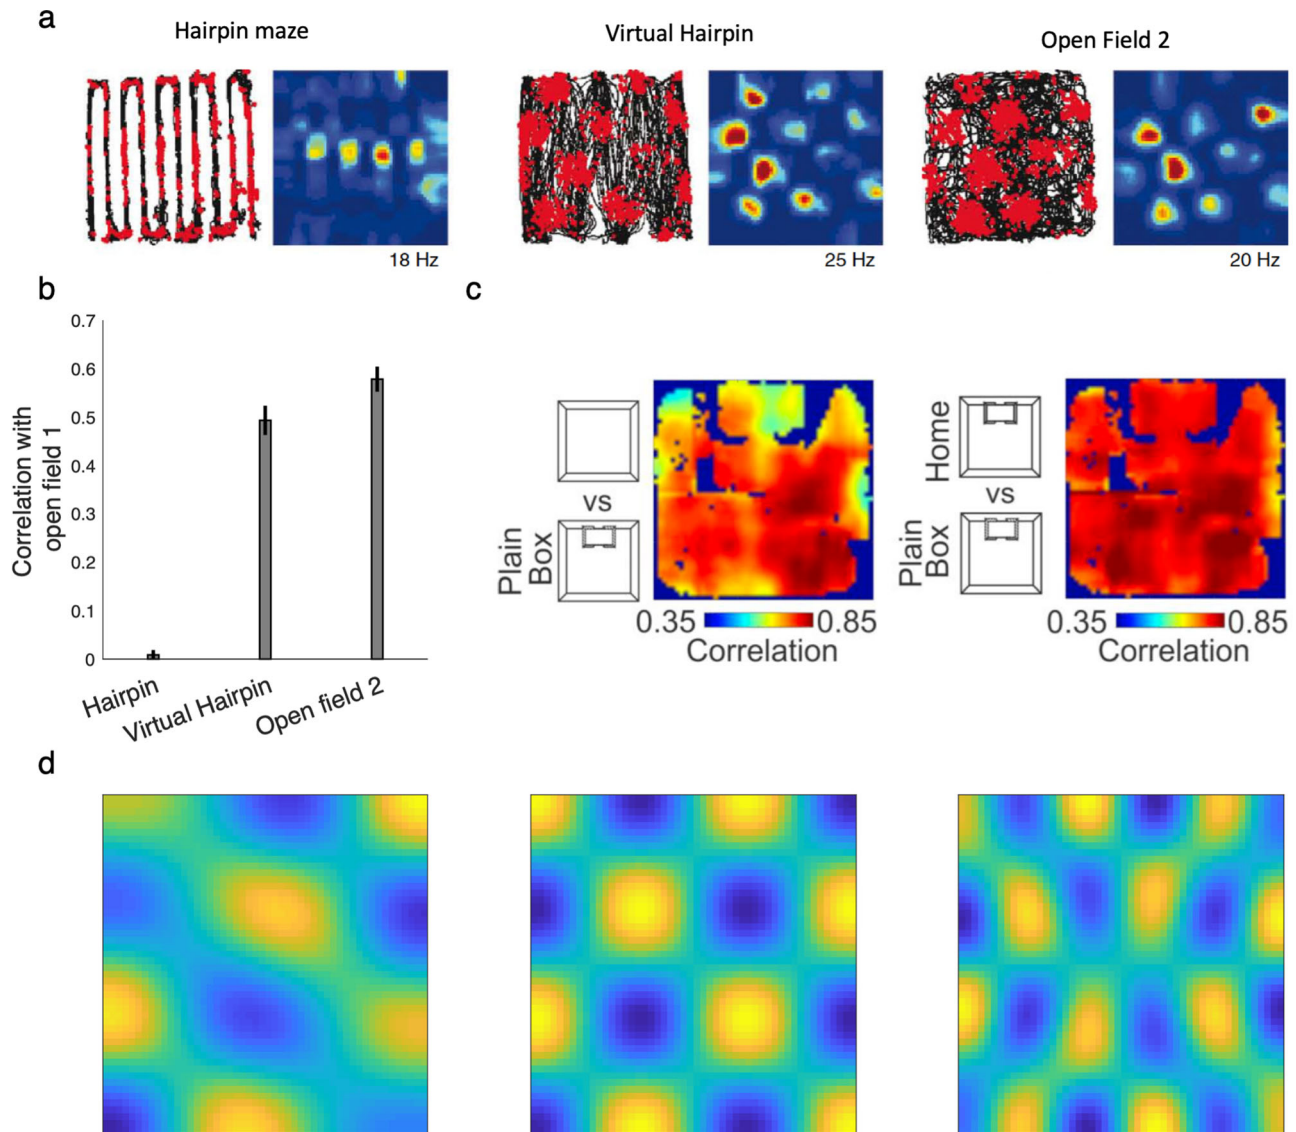 a
Hairpin maze
Virtual Hairpin
Open Field 2
18 Hz
25 Hz
20 Hz
b
Correlation with
open field 1
0.7
0.6
0.5
0.4
0.3
0.2
0.1
0
Hairpin
Virtual Hairpin
Open field 2
c
vs
Plain
Box
0.35
0.85
Correlation
Home
vs
Plain
Box
0.35
0.85
Correlation
d